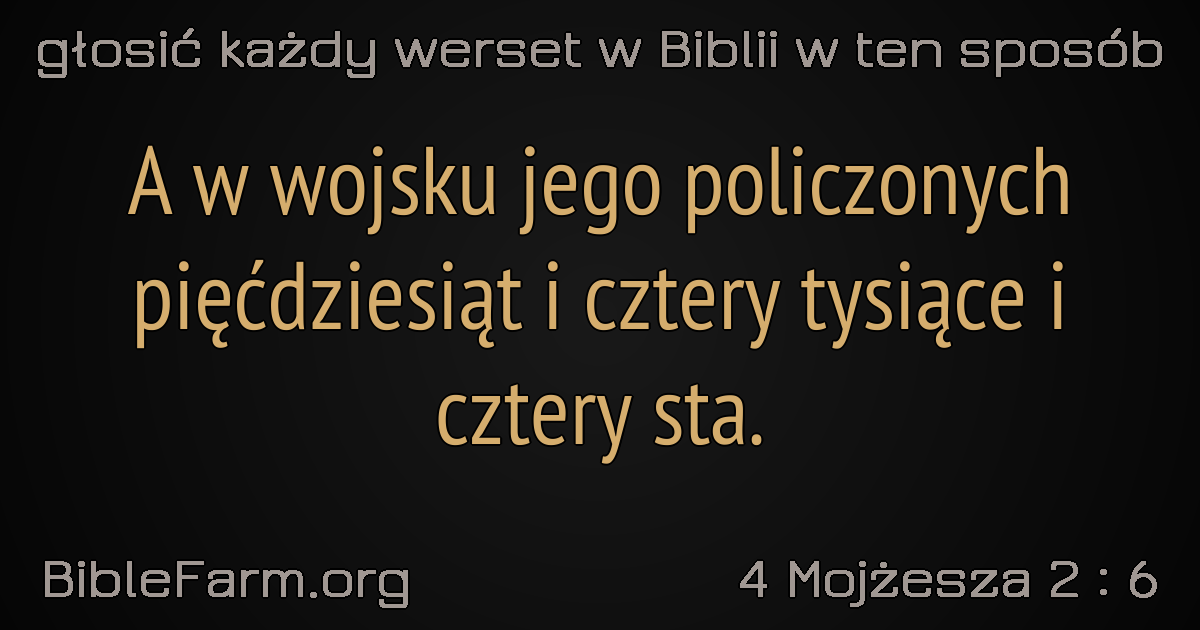 głosić każdy werset w Biblii w ten sposób
A w wojsku jego policzonych
pięćdziesiąt i cztery tysiące i
cztery sta.
BibleFarm.org
4 Mojżesza 2 : 6